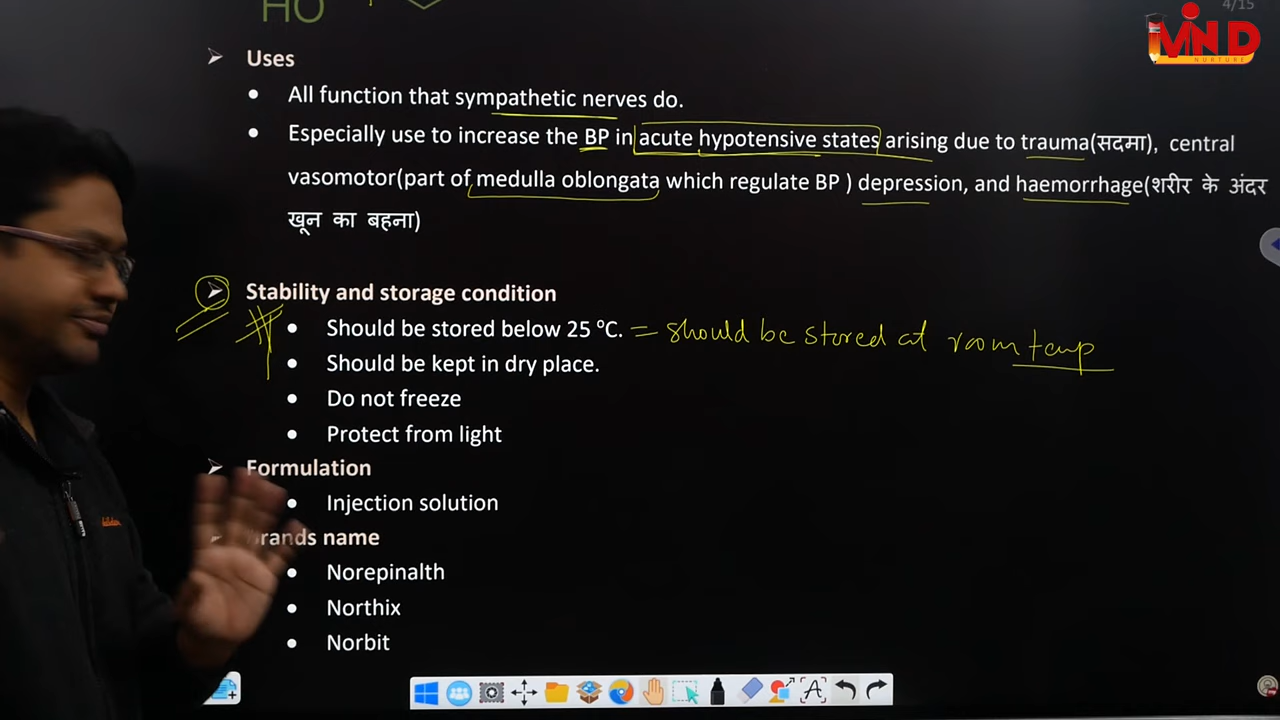 HO
4/15
MIND
NURTURE
➢ Uses
• All function that sympathetic nerves do.
• Especially use to increase the BP in acute hypotensive states arising due to trauma(सदमा), central
vasomotor(part of medulla oblongata which regulate BP ) depression, and haemorrhage(शरीर के अंदर
खून का बहना)
➢ Stability and storage condition
• Should be stored below 25 ⁰C. = should be stored at room temp
• Should be kept in dry place.
• Do not freeze
• Protect from light
➢ Formulation
• Injection solution
rands name
• Norepinalth
• Northix
• Norbit